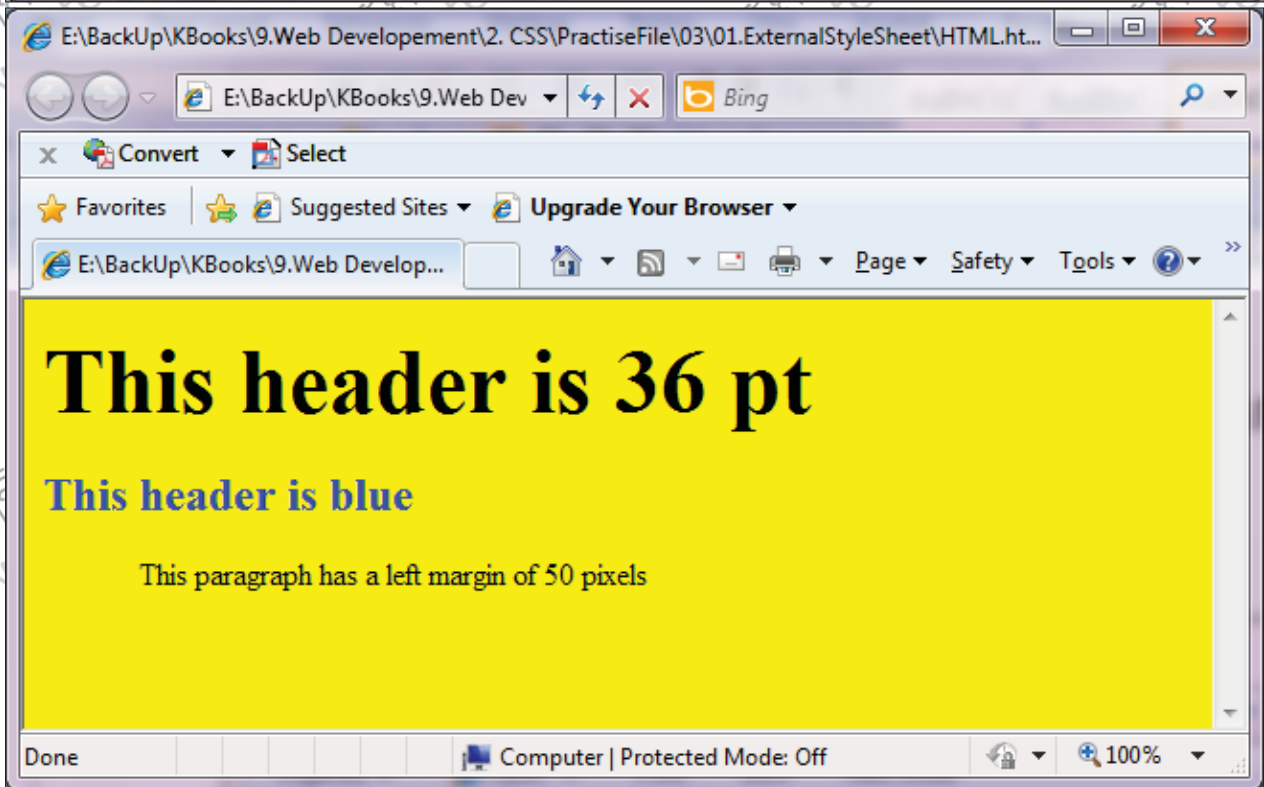 E:\BackUp\KBooks\9.Web Developement\2. CSS\PractiseFile\03\01.ExternalStyleSheet\HTML.ht...
E:\BackUp\KBooks\9.Web Dev
Bing
x Convert Select
Favorites Suggested Sites Upgrade Your Browser
E:\BackUp\KBooks\9.Web Develop... Page Safety Tools
This header is 36 pt
This header is blue
This paragraph has a left margin of 50 pixels
Done Computer | Protected Mode: Off 100%